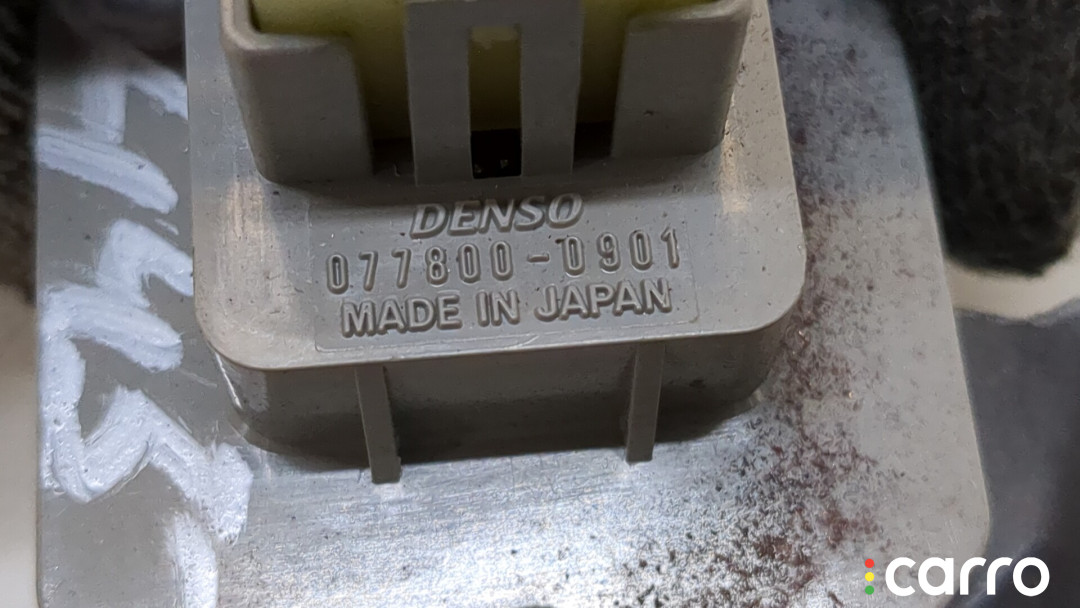 DENSO
077800-0901
MADE IN JAPAN
carro